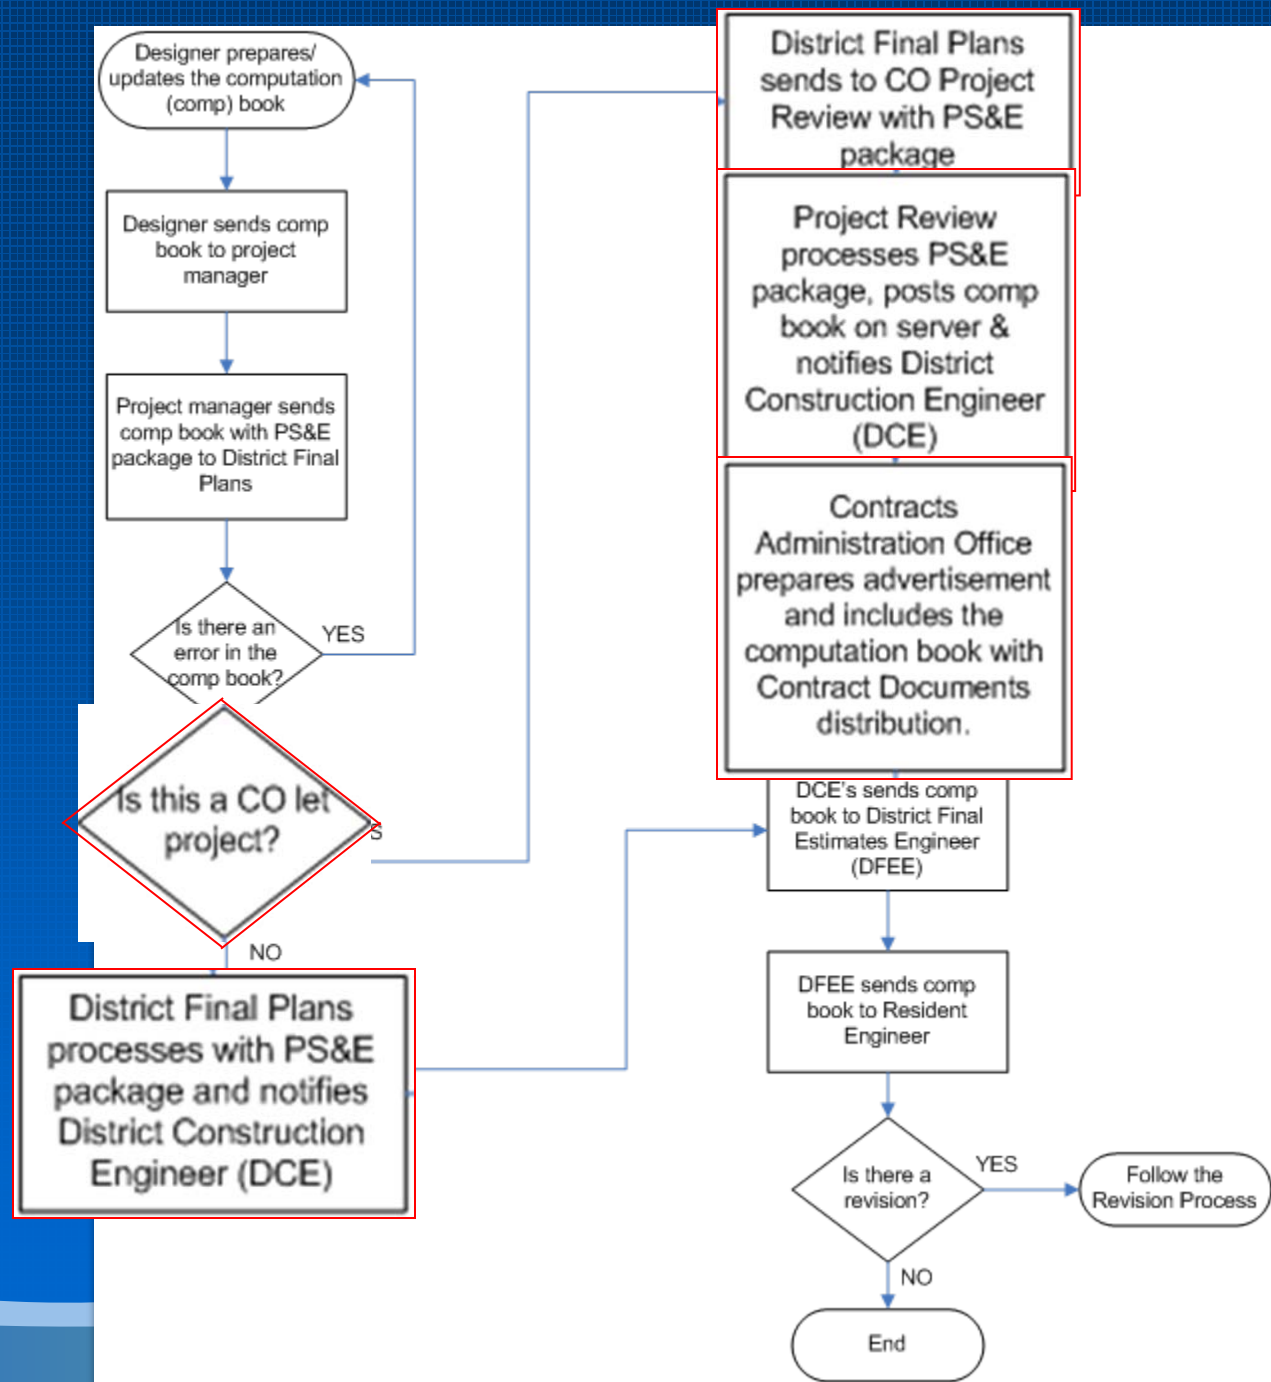 Designer prepares/
updates the computation
(comp) book
Designer sends comp
book to project
manager
Project manager sends
comp book with PS&E
package to District Final
Plans
Is there an
error in the
comp book?
YES
Is this a CO let
project?
NO
District Final Plans
processes with PS&E
package and notifies
District Construction
Engineer (DCE)
District Final Plans
sends to CO Project
Review with PS&E
package
Project Review
processes PS&E
package, posts comp
book on server &
notifies District
Construction Engineer
(DCE)
Contracts
Administration Office
prepares advertisement
and includes the
computation book with
Contract Documents
distribution.
DCE's sends comp
book to District Final
Estimates Engineer
(DFEE)
DFEE sends comp
book to Resident
Engineer
Is there a
revision?
YES
Follow the
Revision Process
NO
End